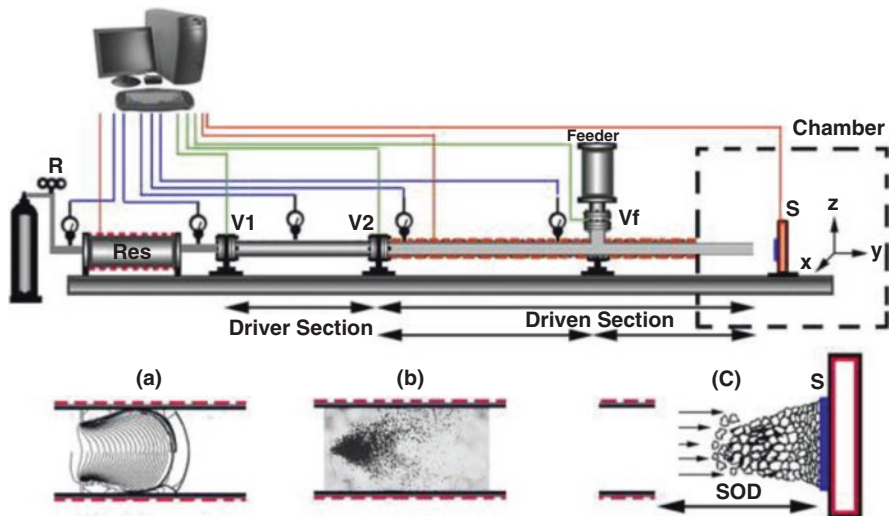 Feeder
Chamber
R
V1
V2
Vf
S
z
Res
x
y
Driver Section
Driven Section
(a)
(b)
(C)
S
SOD